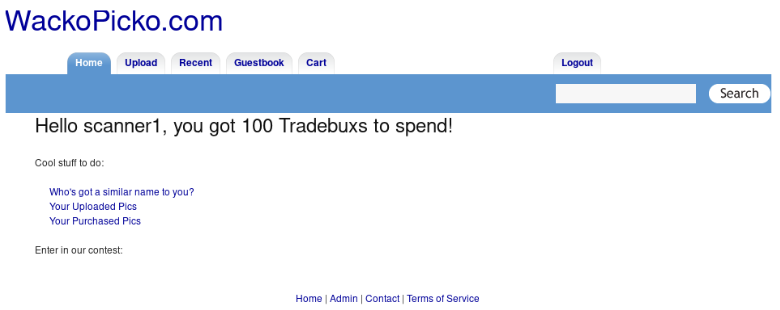 WackoPicko.com
Home Upload Recent Guestbook Cart Logout
Search
Hello scanner1, you got 100 Tradebuxs to spend!
Cool stuff to do:
Who's got a similar name to you?
Your Uploaded Pics
Your Purchased Pics
Enter in our contest:
Home | Admin | Contact | Terms of Service